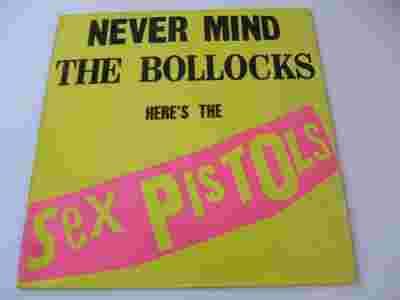 NEVER MIND
THE BOLLOCKS
HERE'S THE
Sex PisTOls